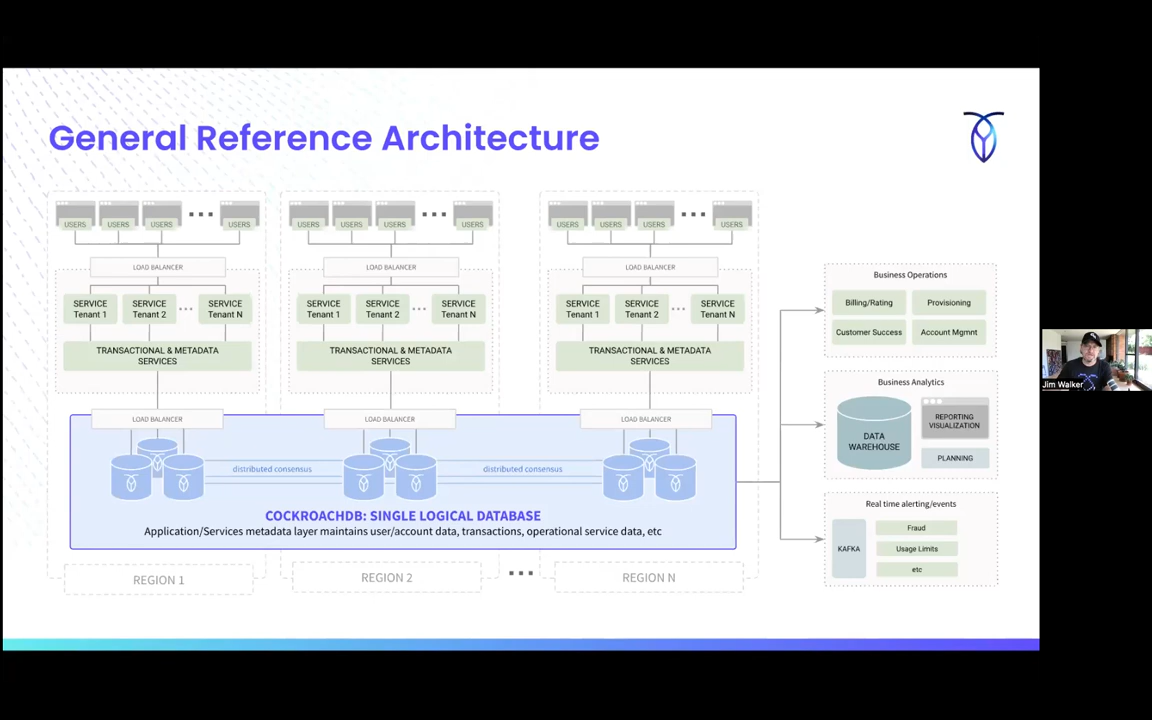 General Reference Architecture
USERS USERS USERS USERS
LOAD BALANCER
SERVICE Tenant 1
SERVICE Tenant 2
SERVICE Tenant N
TRANSACTIONAL & METADATA
SERVICES
LOAD BALANCER
USERS USERS USERS USERS
LOAD BALANCER
SERVICE Tenant 1
SERVICE Tenant 2
SERVICE Tenant N
TRANSACTIONAL & METADATA
SERVICES
LOAD BALANCER
USERS USERS USERS USERS
LOAD BALANCER
SERVICE Tenant 1
SERVICE Tenant 2
SERVICE Tenant N
TRANSACTIONAL & METADATA
SERVICES
LOAD BALANCER
distributed consensus
distributed consensus
COCKROACHDB: SINGLE LOGICAL DATABASE
Application/Services metadata layer maintains user/account data, transactions, operational service data, etc
REGION 1
REGION 2
REGION N
Business Operations
Billing/Rating
Provisioning
Customer Success
Account Mgmnt
Business Analytics
DATA
WAREHOUSE
REPORTING
VISUALIZATION
PLANNING
Real time alerting/events
KAFKA
Fraud
Usage Limits
etc
Jim Walker